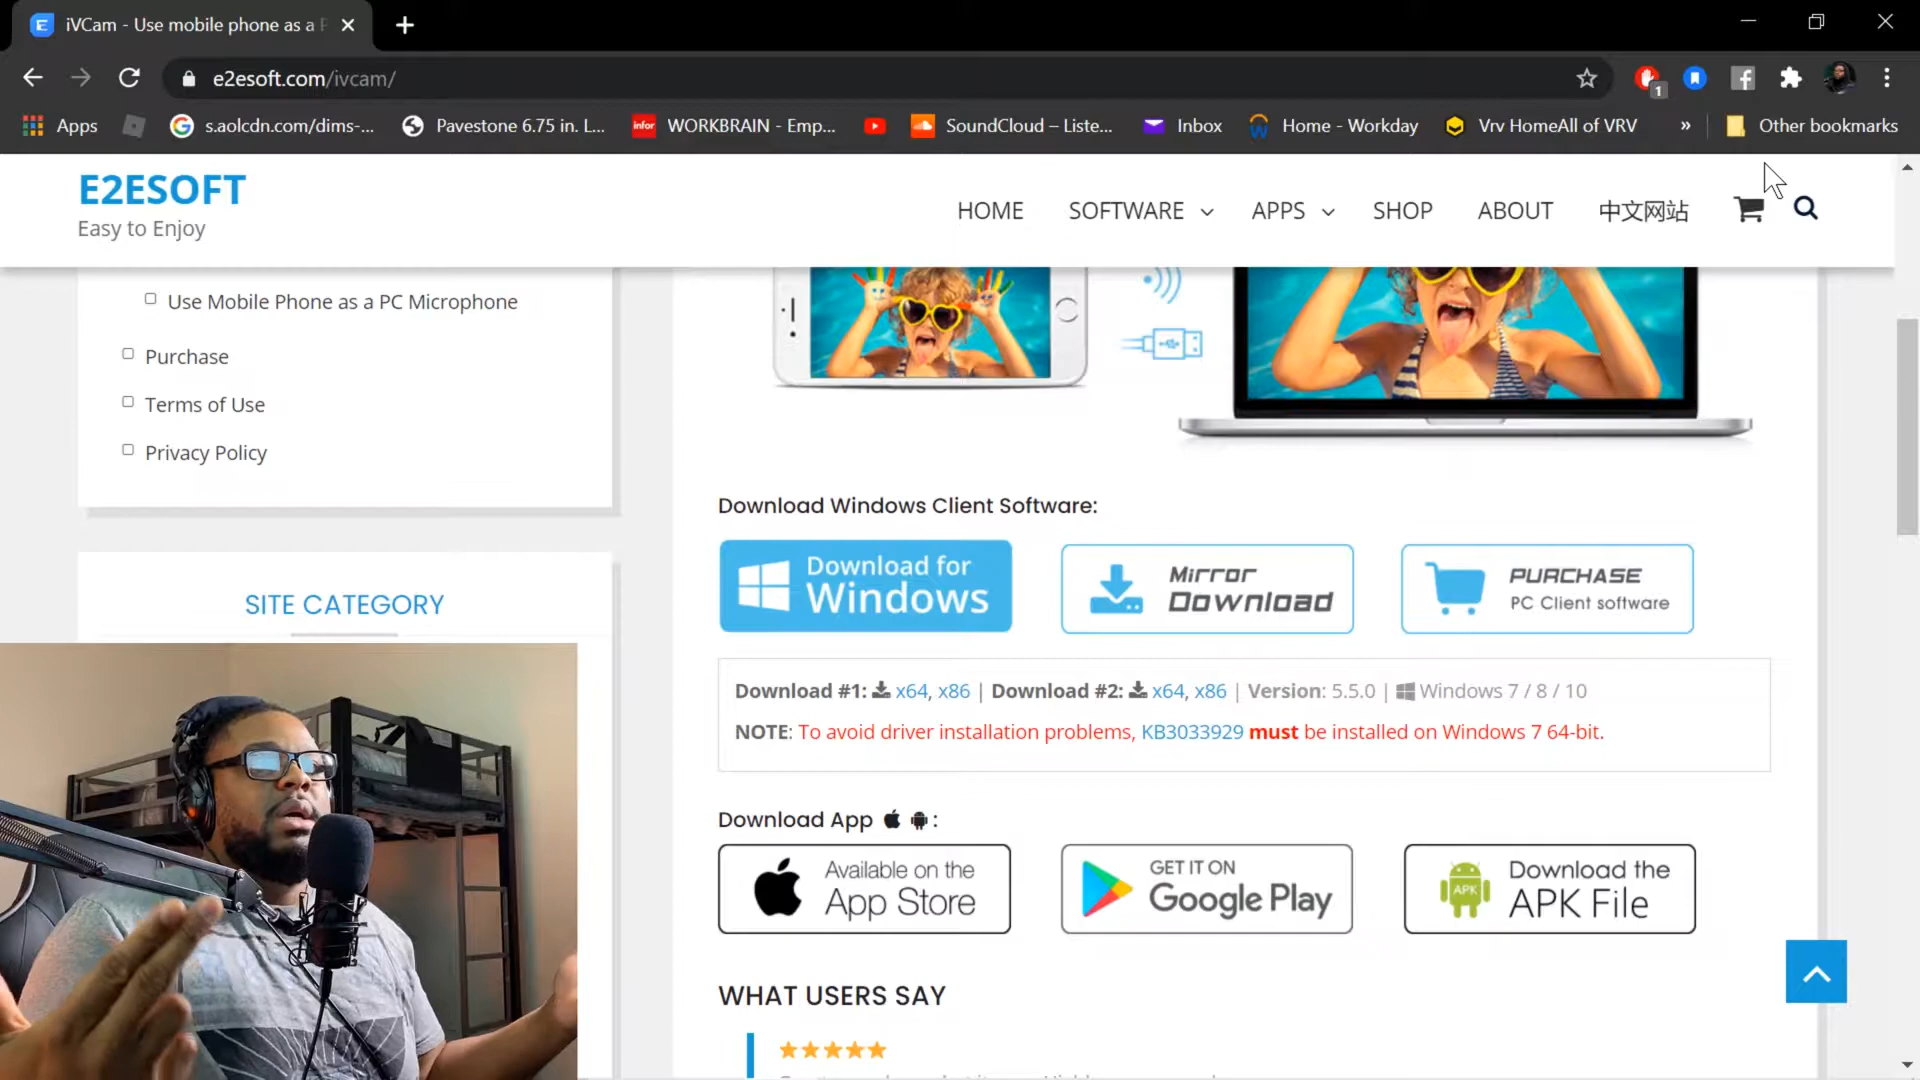 iVCam - Use mobile phone as a P
e2esoft.com/ivcam/
1
Apps
s.aolcdn.com/dims-...
Pavestone 6.75 in. L...
infor
WORKBRAIN - Emp...
SoundCloud – Liste...
Inbox
Home - Workday
Vrv HomeAll of VRV
»
Other bookmarks
E2ESOFT
Easy to Enjoy
HOME
SOFTWARE
APPS
SHOP
ABOUT
中文网站
Use Mobile Phone as a PC Microphone
Purchase
Terms of Use
Privacy Policy
SITE CATEGORY
Download Windows Client Software:
Download for
Windows
Mirror
Download
PURCHASE
PC Client software
Download #1: x64, x86 | Download #2: x64, x86 | Version: 5.5.0 | Windows 7 / 8 / 10
NOTE: To avoid driver installation problems, KB3033929 must be installed on Windows 7 64-bit.
Download App :
Available on the
App Store
GET IT ON
Google Play
APK
Download the
APK File
WHAT USERS SAY